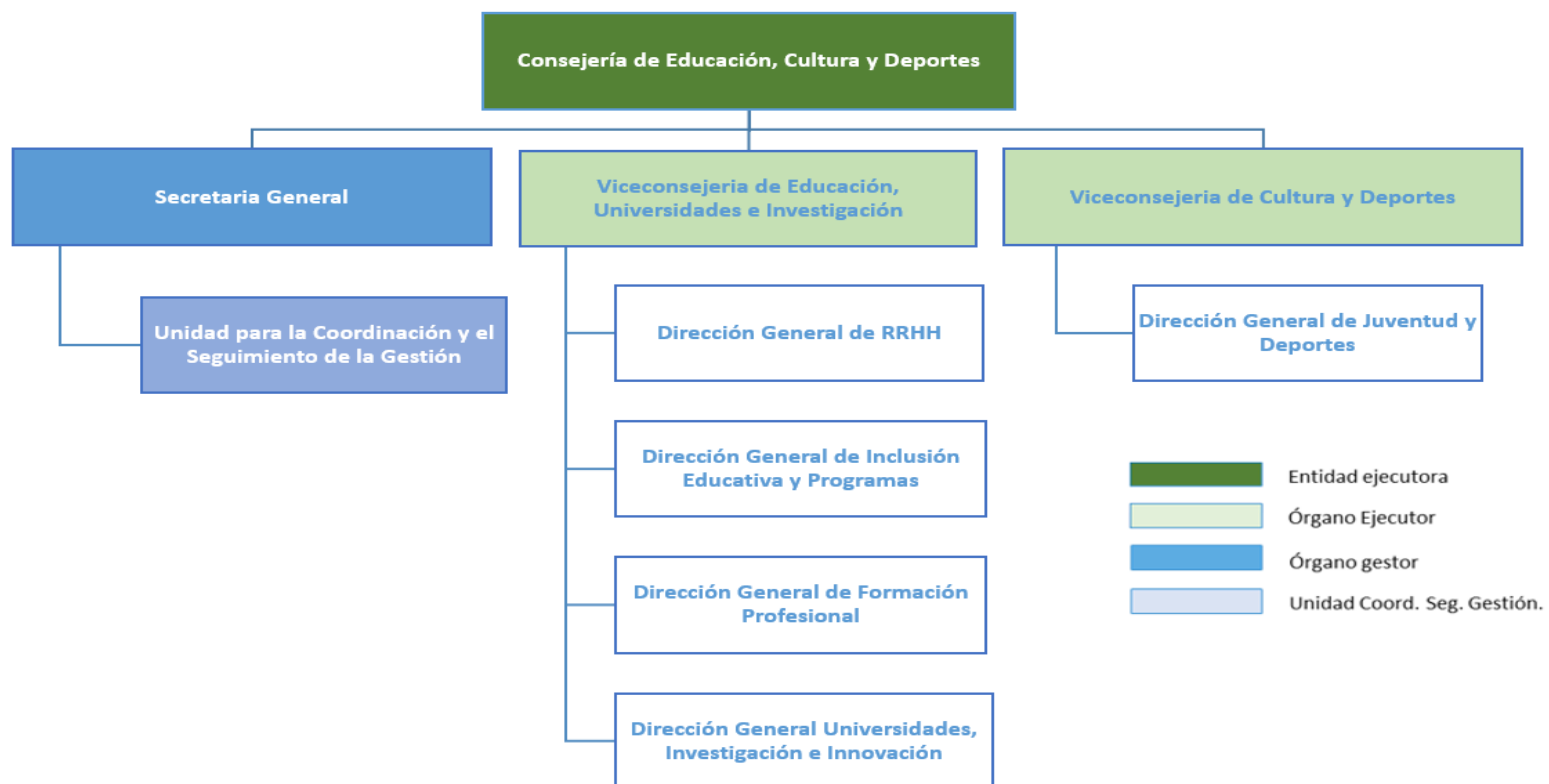 Consejería de Educación, Cultura y Deportes
Secretaria General
Viceconsejeria de Educación,
Universidades e Investigación
Viceconsejeria de Cultura y Deportes
Unidad para la Coordinación y el
Seguimiento de la Gestión
Dirección General de RRHH
Dirección General de Juventud y
Deportes
Dirección General de Inclusión
Educativa y Programas
Dirección General de Formación
Profesional
Dirección General Universidades,
Investigación e Innovación
Entidad ejecutora
Órgano Ejecutor
Órgano gestor
Unidad Coord. Seg. Gestión.